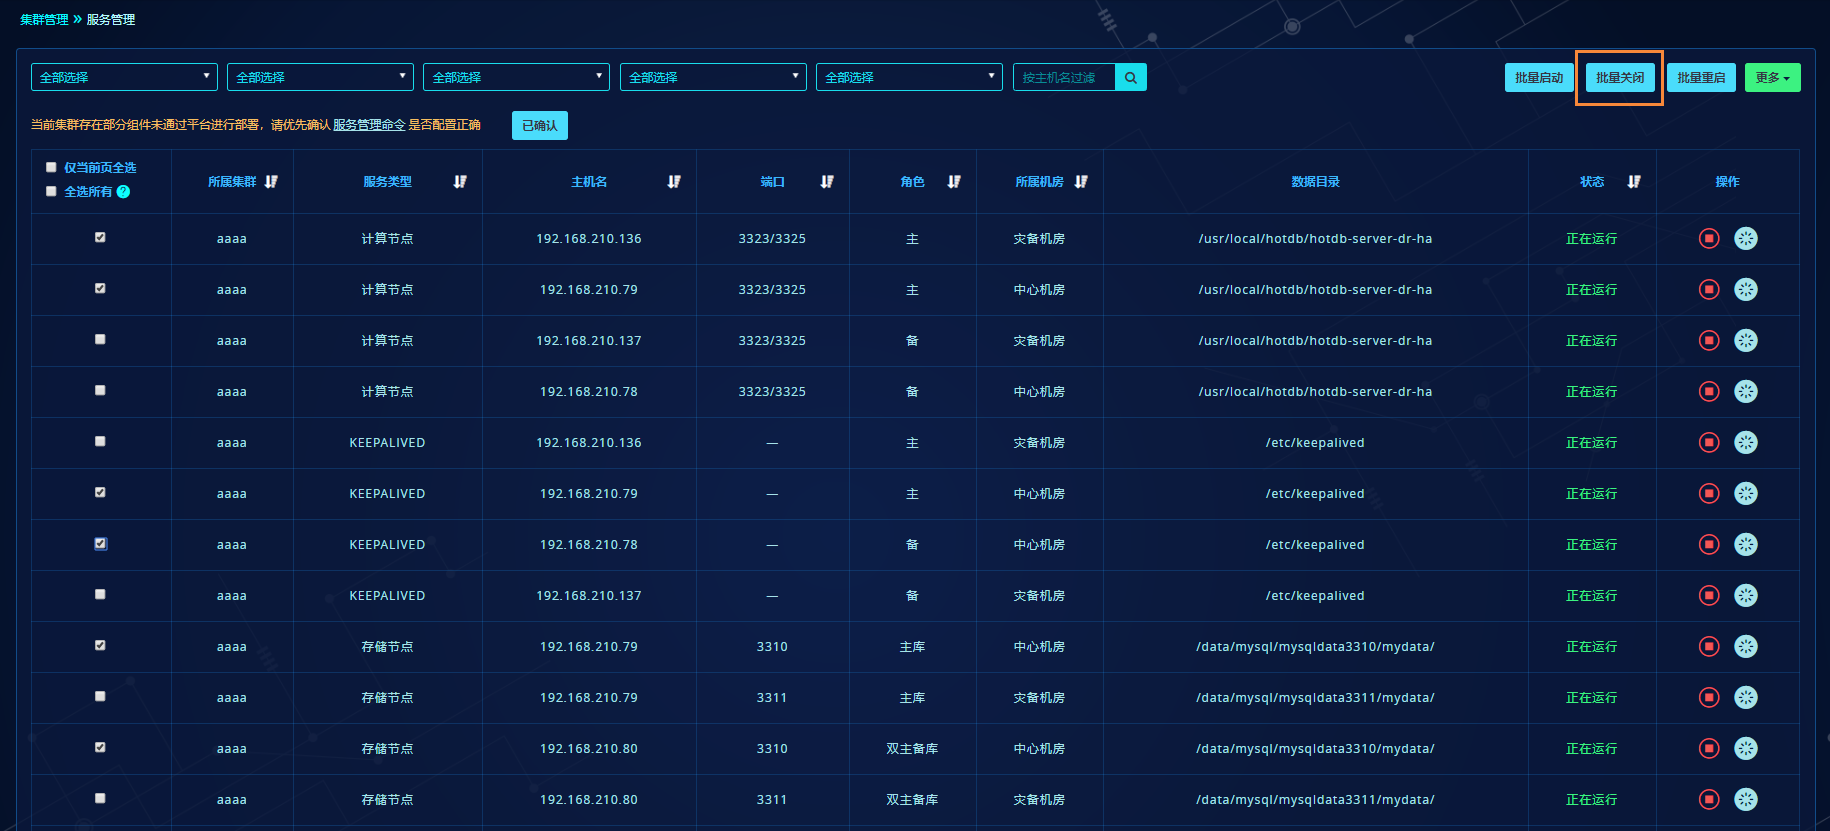 集群管理 » 服务管理
全部选择 全部选择 全部选择 全部选择 全部选择 按主机名过滤 批量启动 批量关闭 批量重启 更多
当前集群存在部分组件未通过平台进行部署，请优先确认 服务管理命令 是否配置正确 已确认
仅当前页全选
全选所有 ?
所属集群 服务类型 主机名 端口 角色 所属机房 数据目录 状态 操作
aaaa 计算节点 192.168.210.136 3323/3325 主 灾备机房 /usr/local/hotdb/hotdb-server-dr-ha 正在运行
aaaa 计算节点 192.168.210.79 3323/3325 主 中心机房 /usr/local/hotdb/hotdb-server-dr-ha 正在运行
aaaa 计算节点 192.168.210.137 3323/3325 备 灾备机房 /usr/local/hotdb/hotdb-server-dr-ha 正在运行
aaaa 计算节点 192.168.210.78 3323/3325 备 中心机房 /usr/local/hotdb/hotdb-server-dr-ha 正在运行
aaaa KEEPALIVED 192.168.210.136 — 主 灾备机房 /etc/keepalived 正在运行
aaaa KEEPALIVED 192.168.210.79 — 主 中心机房 /etc/keepalived 正在运行
aaaa KEEPALIVED 192.168.210.78 — 备 中心机房 /etc/keepalived 正在运行
aaaa KEEPALIVED 192.168.210.137 — 备 灾备机房 /etc/keepalived 正在运行
aaaa 存储节点 192.168.210.79 3310 主库 中心机房 /data/mysql/mysqldata3310/mydata/ 正在运行
aaaa 存储节点 192.168.210.79 3311 主库 灾备机房 /data/mysql/mysqldata3311/mydata/ 正在运行
aaaa 存储节点 192.168.210.80 3310 双主备库 中心机房 /data/mysql/mysqldata3310/mydata/ 正在运行
aaaa 存储节点 192.168.210.80 3311 双主备库 灾备机房 /data/mysql/mysqldata3311/mydata/ 正在运行